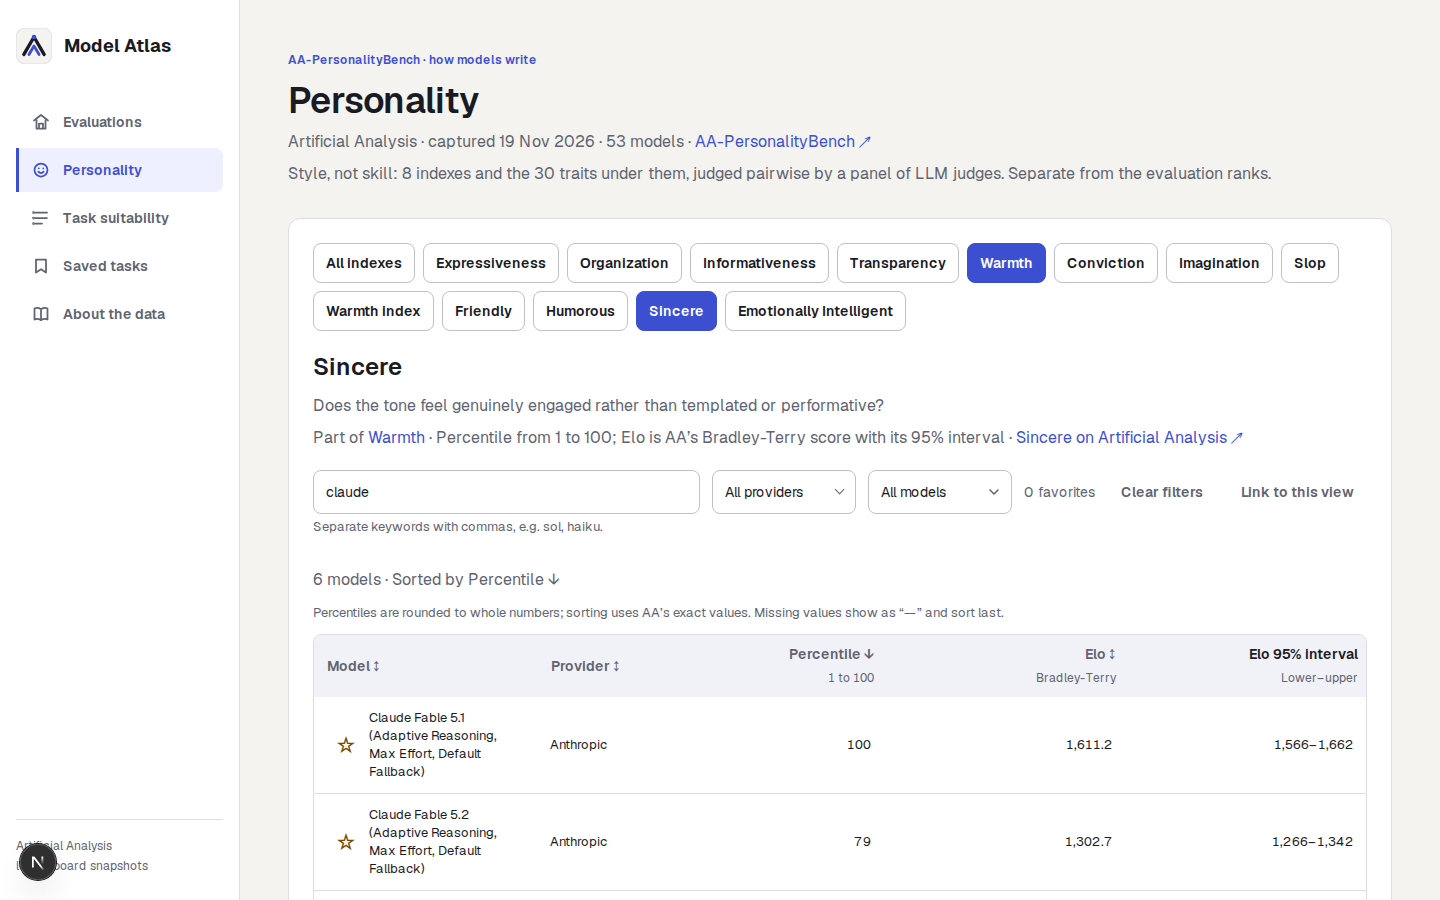 Model Atlas
Evaluations
Personality
Task suitability
Saved tasks
About the data
Artificial Analysis
board snapshots
N
AA-PersonalityBench · how models write
Personality
Artificial Analysis · captured 19 Nov 2026 · 53 models · AA-PersonalityBench ↗
Style, not skill: 8 indexes and the 30 traits under them, judged pairwise by a panel of LLM judges. Separate from the evaluation ranks.
All indexes Expressiveness Organization Informativeness Transparency Warmth Conviction Imagination Slop
Warmth index Friendly Humorous Sincere Emotionally intelligent
Sincere
Does the tone feel genuinely engaged rather than templated or performative?
Part of Warmth · Percentile from 1 to 100; Elo is AA’s Bradley-Terry score with its 95% interval · Sincere on Artificial Analysis ↗
claude All providers All models 0 favorites Clear filters Link to this view
Separate keywords with commas, e.g. sol, haiku.
6 models · Sorted by Percentile ↓
Percentiles are rounded to whole numbers; sorting uses AA’s exact values. Missing values show as “—” and sort last.
Model ↕ Provider ↕ Percentile ↓ Elo ↕ Elo 95% interval
1 to 100 Bradley-Terry Lower–upper
Claude Fable 5.1
(Adaptive Reasoning,
Max Effort, Default
Fallback)
Anthropic 100 1,611.2 1,566–1,662
Claude Fable 5.2
(Adaptive Reasoning,
Max Effort, Default
Fallback)
Anthropic 79 1,302.7 1,266–1,342